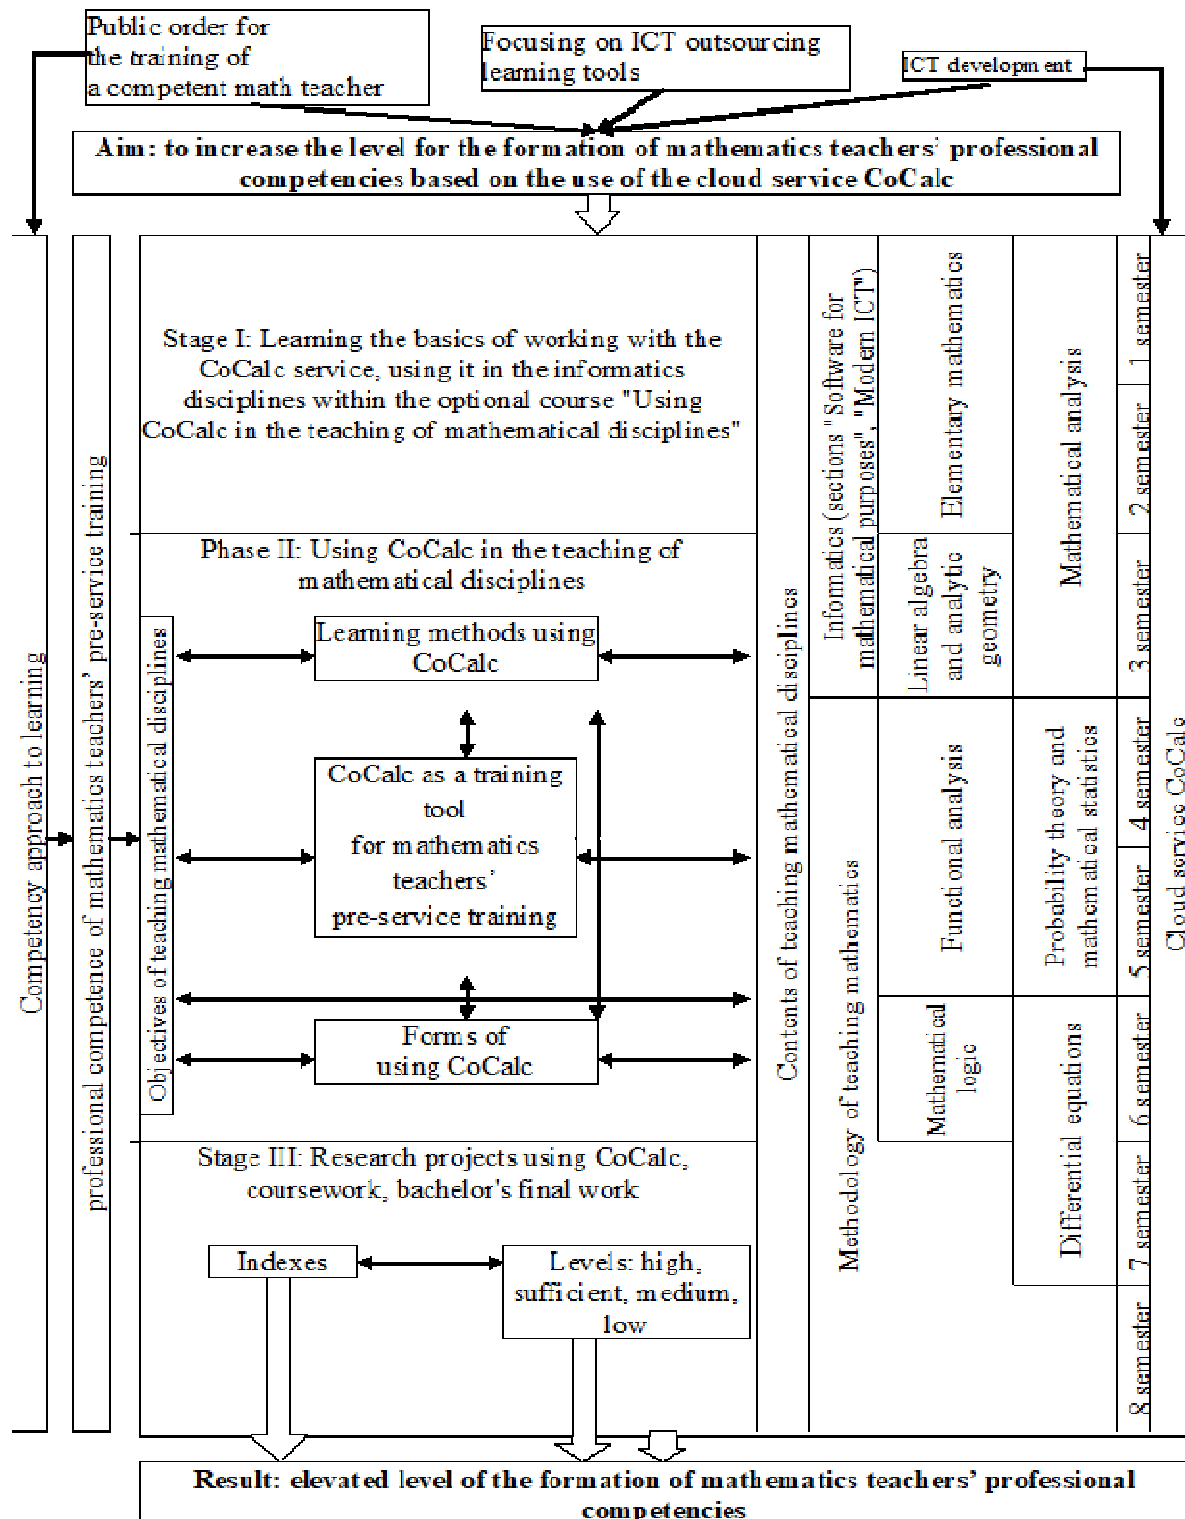 Public order for
the training of
a competent math teacher
Focusing on ICT outsourcing
learning tools
ICT development
Aim: to increase the level for the formation of mathematics teachers' professional
competencies based on the use of the cloud service CoCalc
Competency approach to learning
professional competence of mathematics teachers' pre-service training
Stage I: Learning the basics of working with the
CoCalc service, using it in the informatics
disciplines within the optional course "Using
CoCalc in the teaching of mathematical disciplines"
Phase II: Using CoCalc in the teaching of
mathematical disciplines
Objectives of teaching mathematical disciplines
Learning methods using
CoCalc
CoCalc as a training
tool
for mathematics
teachers'
pre-service training
Forms of
using CoCalc
Stage III: Research projects using CoCalc,
coursework, bachelor's final work
Indexes
Levels: high,
sufficient, medium,
low
Contents of teaching mathematical disciplines
Informatics (sections "Software for
mathematical purposes", "Modern ICT")
Methodology of teaching mathematics
Elementary mathematics
Linear algebra
and analytic
geometry
Functional analysis
Mathematical
logic
Mathematical analysis
Probability theory and
mathematical statistics
Differential equations
1 semester
2 semester
3 semester
4 semester
5 semester
6 semester
7 semester
8 semester
Cloud service CoCalc
Result: elevated level of the formation of mathematics teachers' professional
competencies